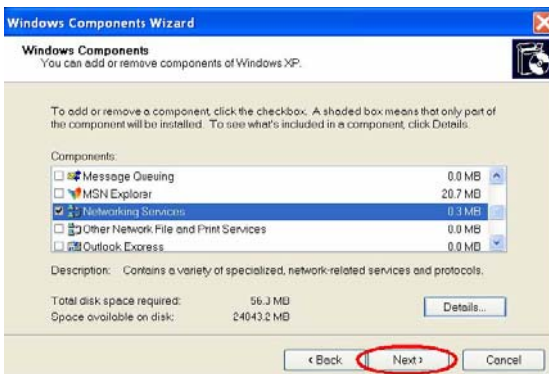 Windows Components Wizard
Windows Components
You can add or remove components of Windows XP.
To add or remove a component, click the checkbox. A shaded box means that only part of
the component will be installed. To see what's included in a component, click Details.
Components:
Message Queuing 0.0 MB
MSN Explorer 20.7 MB
Networking Services 0.3 MB
Other Network File and Print Services 0.0 MB
Outlook Express 0.0 MB
Description: Contains a variety of specialized, network-related services and protocols.
Total disk space required: 56.3 MB
Space available on disk: 24043.2 MB
Details...
< Back Next > Cancel